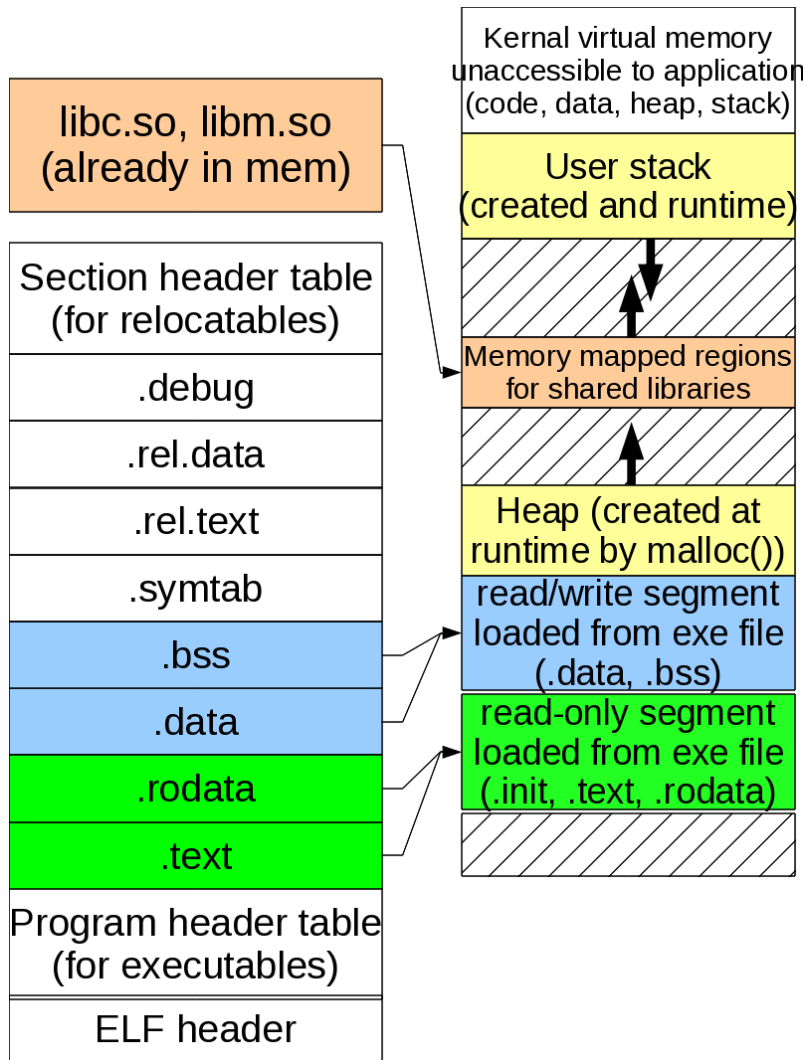 libc.so, libm.so
(already in mem)
Section header table
(for relocatables)
.debug
.rel.data
.rel.text
.symtab
.bss
.data
.rodata
.text
Program header table
(for executables)
ELF header
Kernal virtual memory
unaccessible to application
(code, data, heap, stack)
User stack
(created and runtime)
Memory mapped regions
for shared libraries
Heap (created at
runtime by malloc())
read/write segment
loaded from exe file
(.data, .bss)
read-only segment
loaded from exe file
(.init, .text, .rodata)